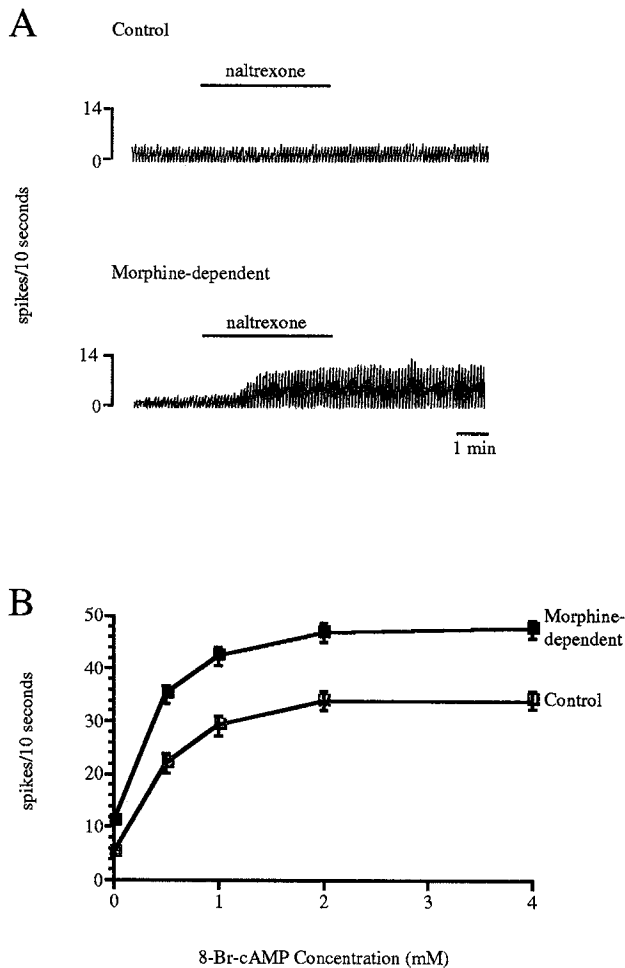 A
Control
naltrexone
14
0
spikes/10 seconds
Morphine-dependent
naltrexone
14
0
1 min
B
50
40
30
20
10
0
spikes/10 seconds
Morphine-
dependent
Control
0 1 2 3 4
8-Br-cAMP Concentration (mM)